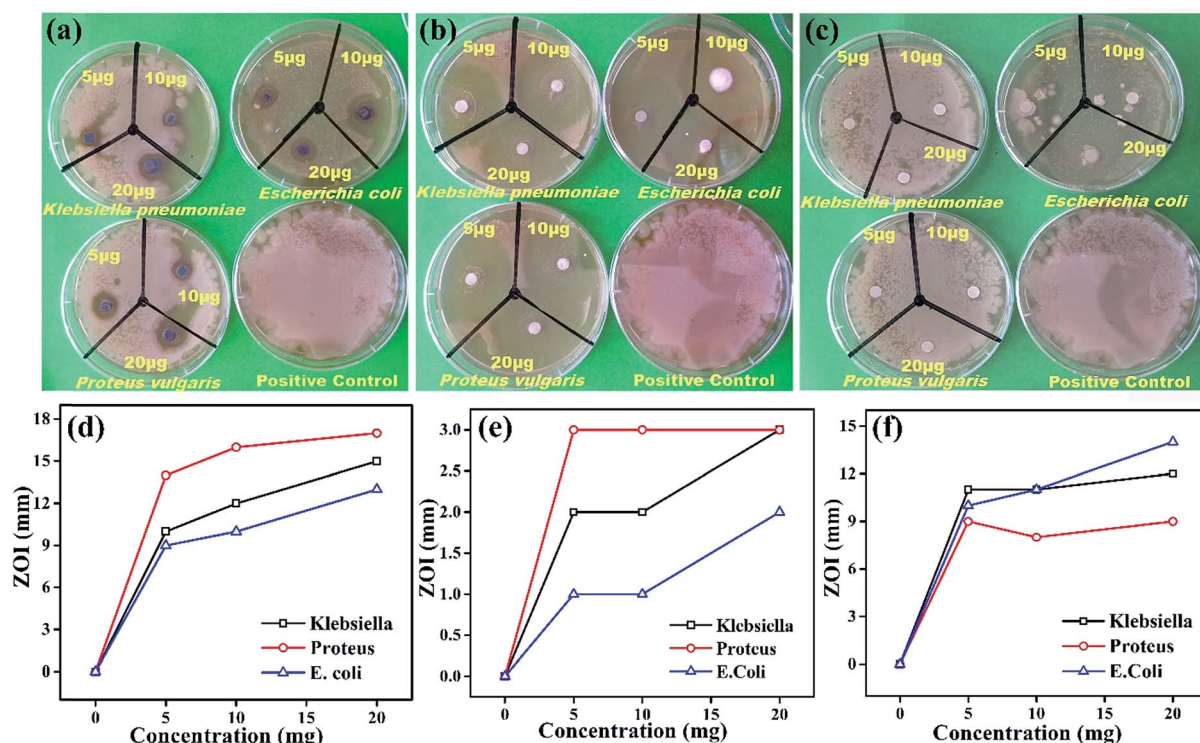 (a)
5µg 10µg
20µg
Klebsiella pneumoniae
5µg 10µg
20µg
Escherichia coli
5µg
10µg
20µg
Proteus vulgaris
Positive Control
(b)
5µg 10µg
20µg
Klebsiella pneumoniae
5µg 10µg
20µg
Escherichia coli
5µg 10µg
20µg
Proteus vulgaris
Positive Control
(c)
5µg 10µg
20µg
Klebsiella pneumoniae
5µg 10µg
20µg
Escherichia coli
5µg 10µg
20µg
Proteus vulgaris
Positive Control
(d)
ZOI (mm)
18
15
12
9
6
3
0
Klebsiella
Proteus
E. coli
0 5 10 20
Concentration (mg)
(e)
ZOI (mm)
3.0
2.5
2.0
1.5
1.0
0.5
0.0
Klebsiella
Proteus
E.Coli
0 5 10 20
Concentration (mg)
(f)
ZOI (mm)
15
12
9
6
3
0
Klebsiella
Proteus
E.Coli
0 5 10 20
Concentration (mg)